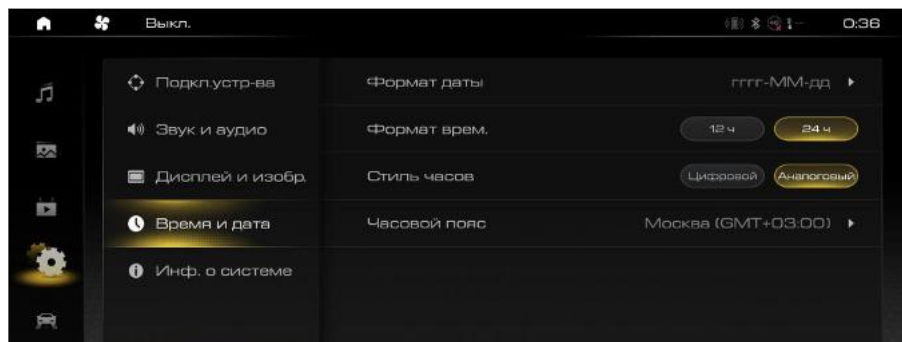 Выкл. 0:36
Подкл.устр-ва
Звук и аудио
Дисплей и изобр.
Время и дата
Инф. о системе
Формат даты гггг-ММ-дд
Формат врем. 12 ч 24 ч
Стиль часов Цифровой Аналоговый
Часовой пояс Москва (GMT+03:00)